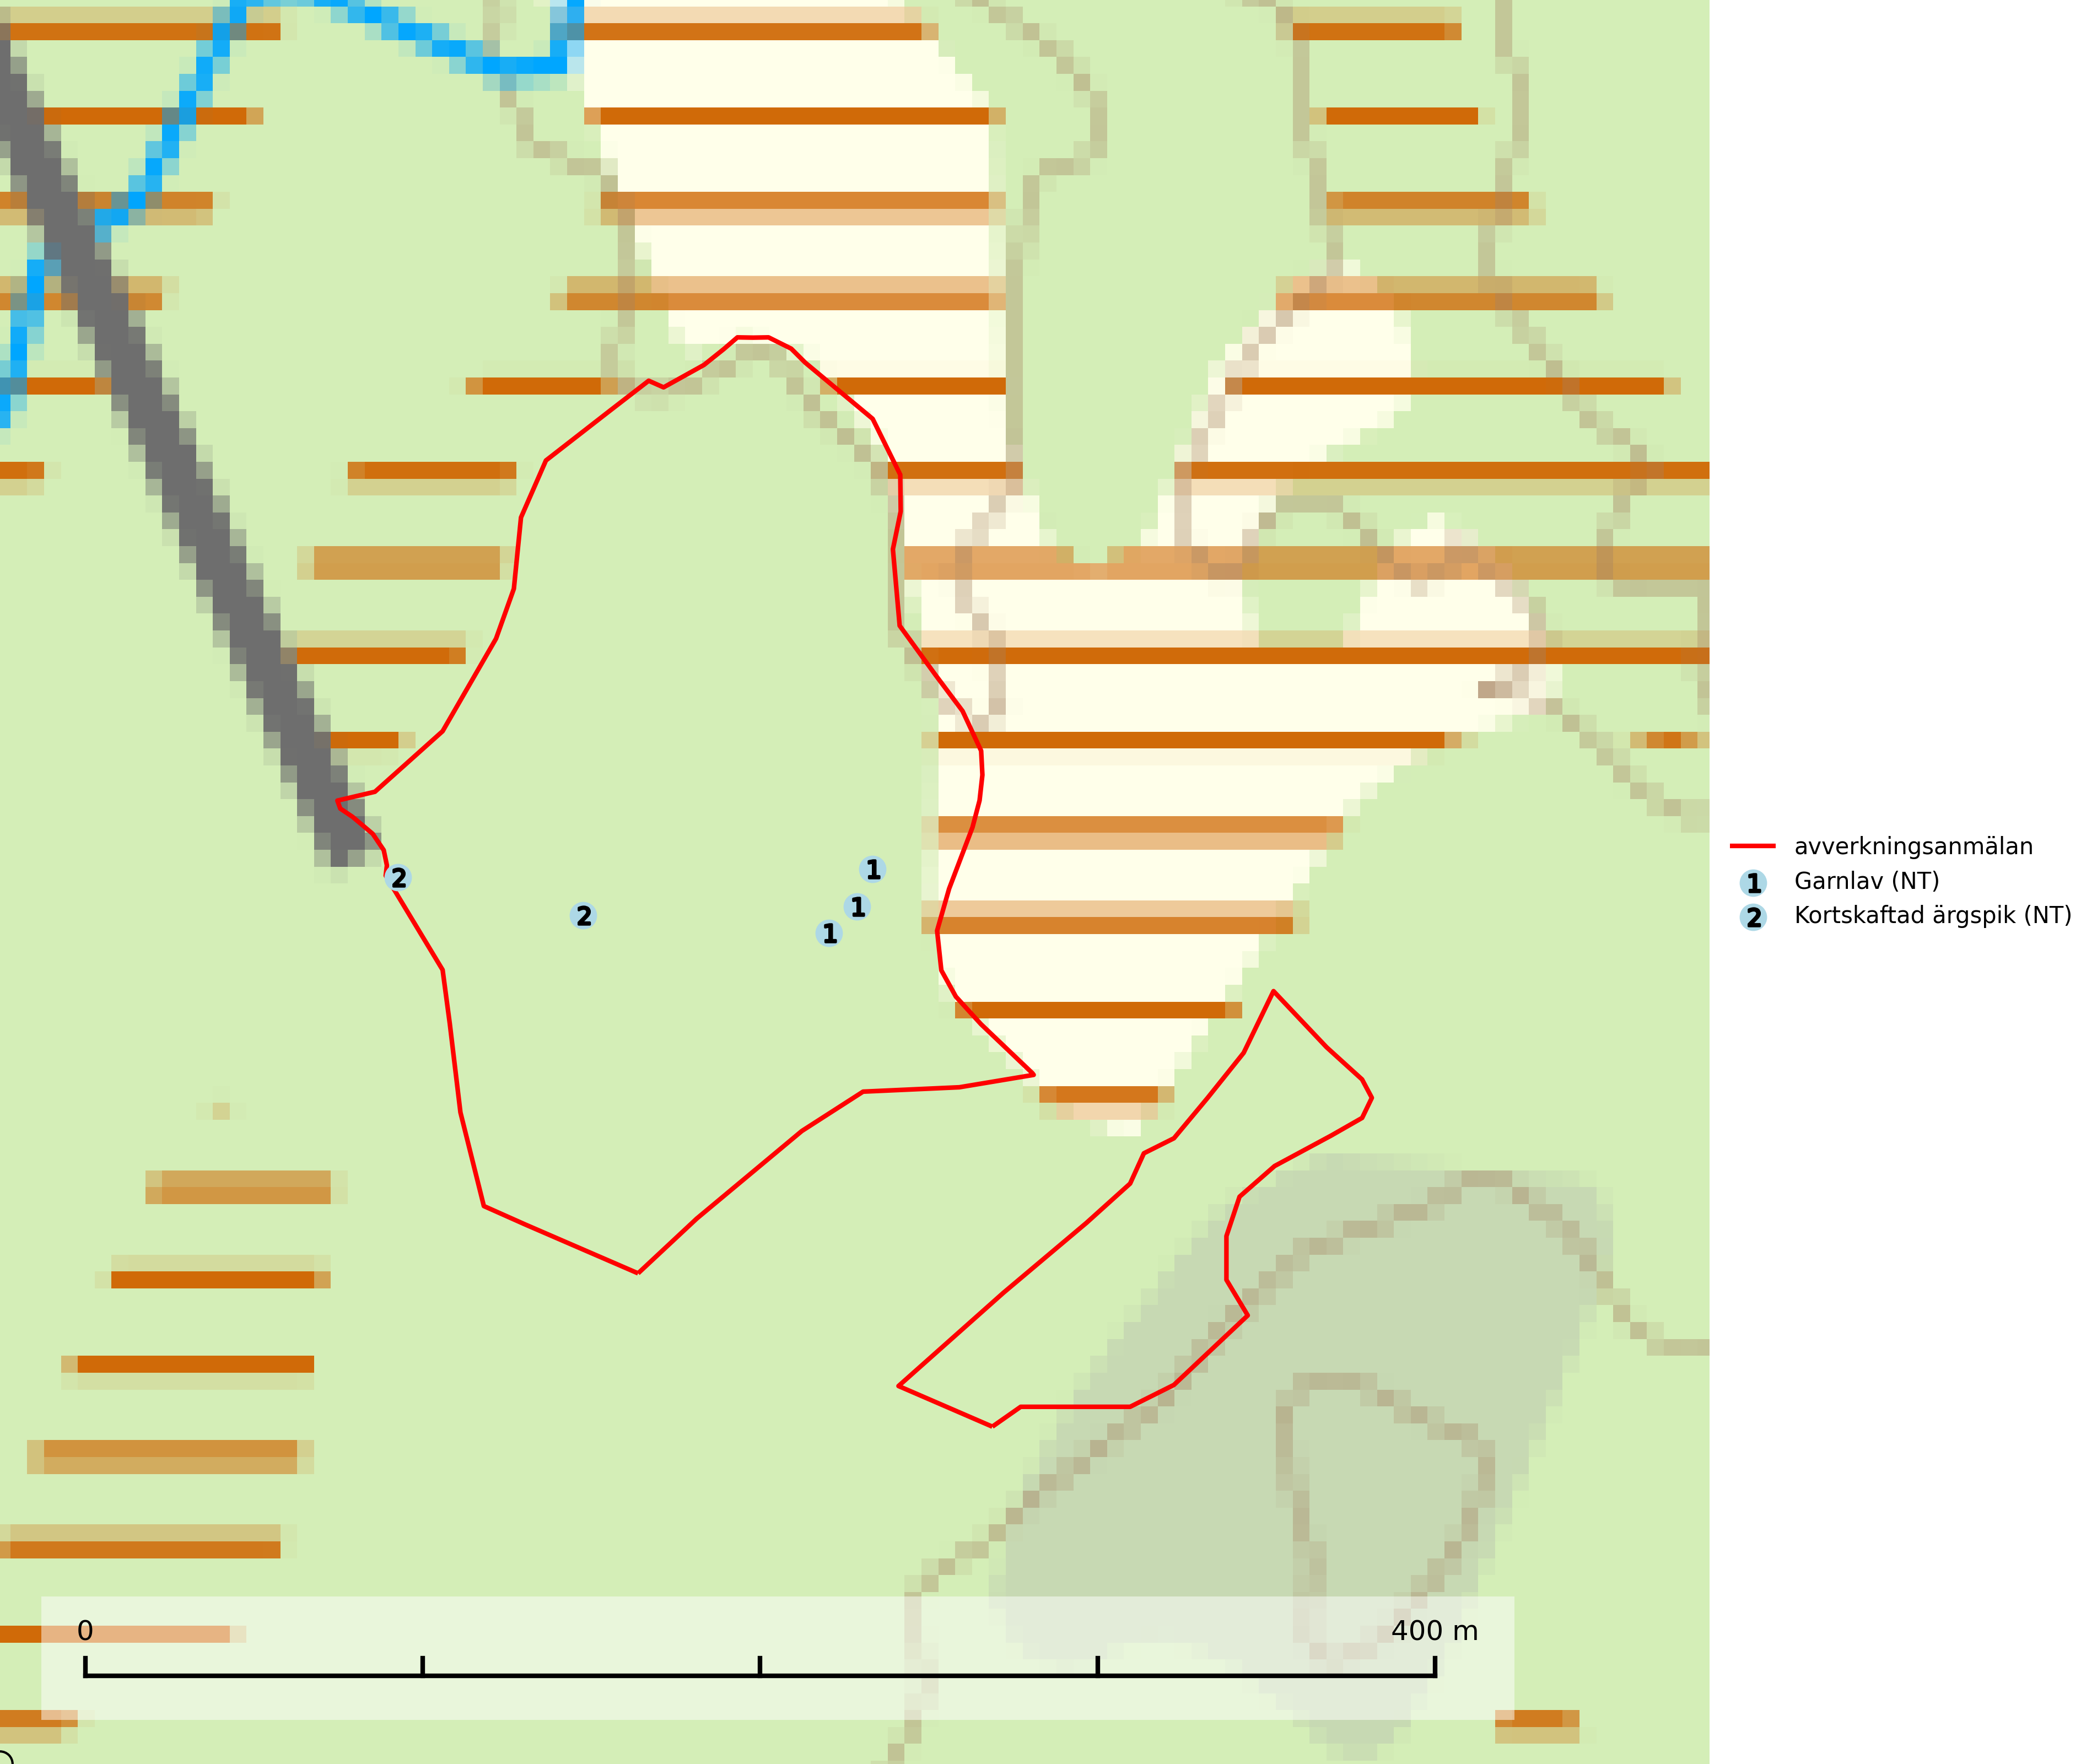 1
2
2
1
1
avverkningsanmälan
1 Garnlav (NT)
2 Kortskaftad ärgspik (NT)
0 400 m